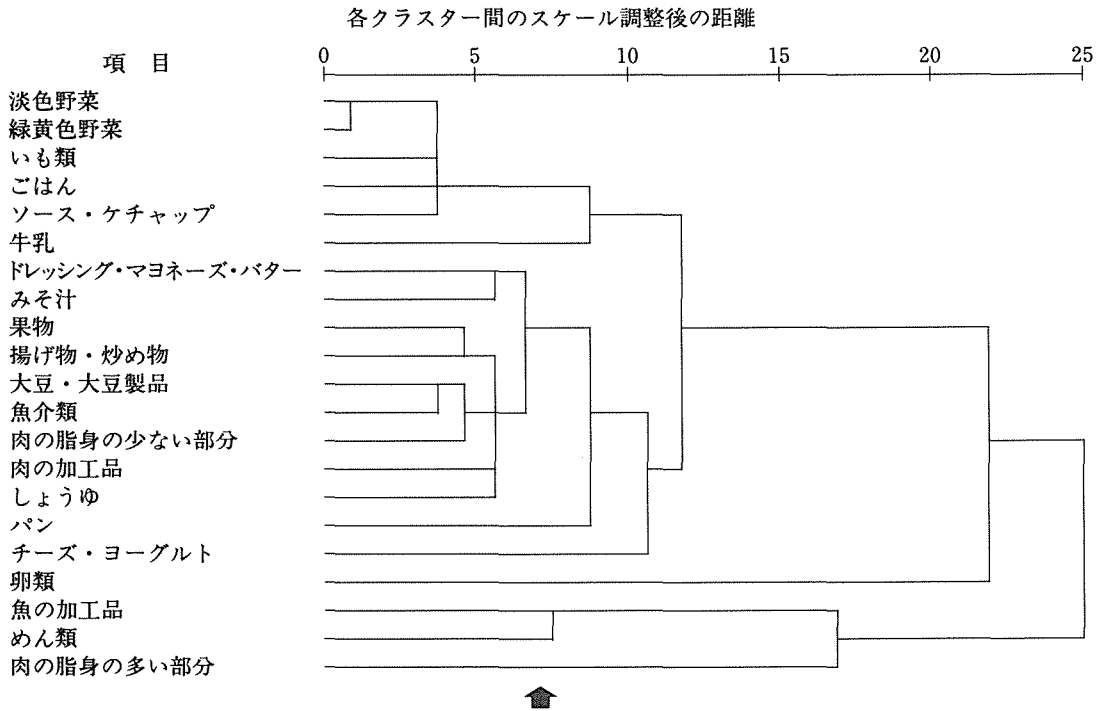 各クラスター間のスケール調整後の距離
項 目
0 5 10 15 20 25
淡色野菜
緑黄色野菜
いも類
ごはん
ソース・ケチャップ
牛乳
ドレッシング・マヨネーズ・バター
みそ汁
果物
揚げ物・炒め物
大豆・大豆製品
魚介類
肉の脂身の少ない部分
肉の加工品
しょうゆ
パン
チーズ・ヨーグルト
卵類
魚の加工品
めん類
肉の脂身の多い部分